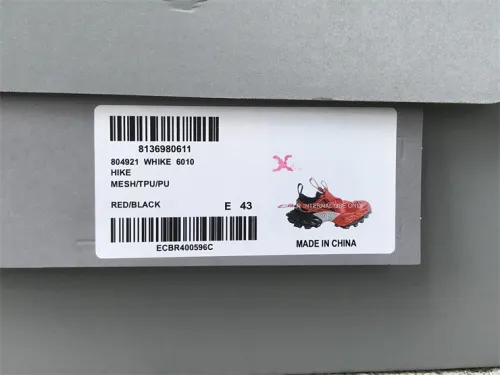 8136980611
804921 WHIKE 6010
HIKE
MESH/TPU/PU
RED/BLACK E 43
ECBR400596C
MADE IN CHINA